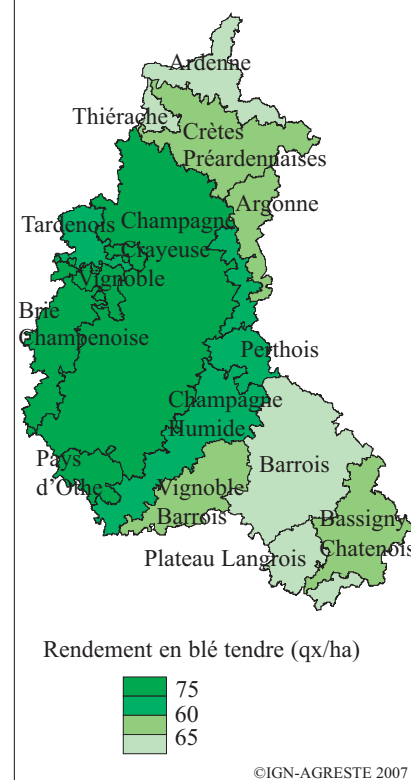 Ardenne
Thiérache
Crètes
Préardennaises
Argonne
Tardenois
Champagne
Crayeuse
Vignoble
Brie
Champenoise
Perthois
Champagne
Humide
Pays
d'Othe
Vignoble
Barrois
Barrois
Bassigny
Chatenois
Plateau Langrois
Rendement en blé tendre (qx/ha)
75
60
65
©IGN-AGRESTE 2007